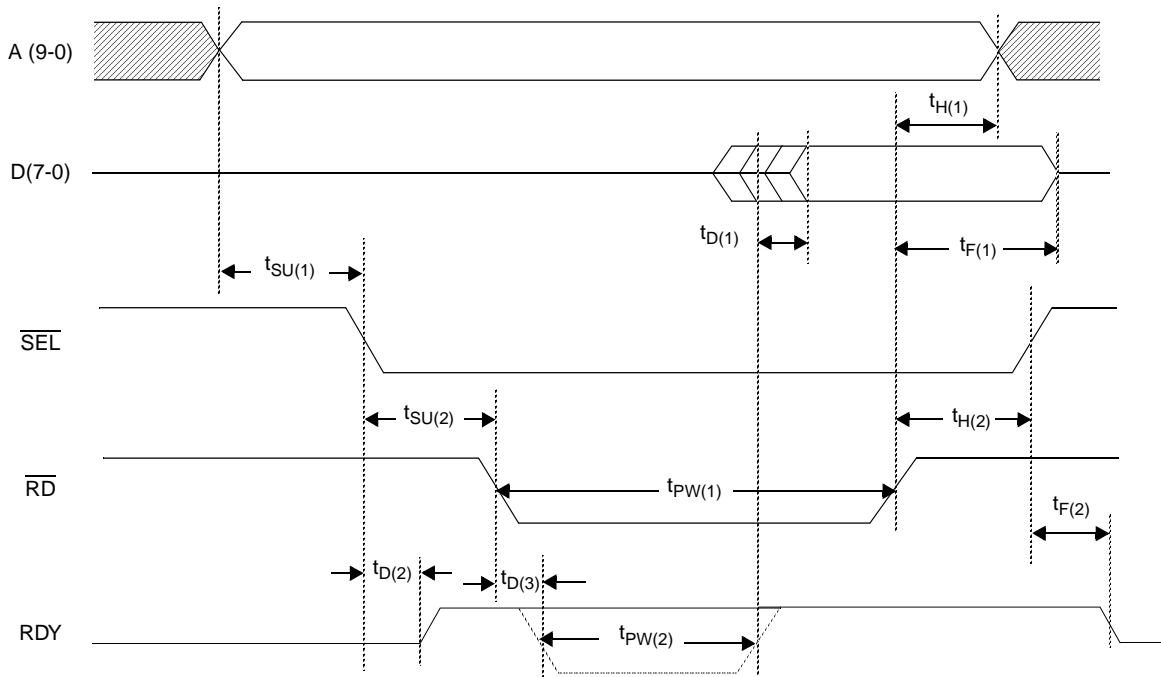 A (9-0)
tH(1)
D(7-0)
tD(1)
tF(1)
tSU(1)
SEL
tSU(2)
tH(2)
RD
tPW(1)
tF(2)
tD(2)
tD(3)
RDY
tPW(2)